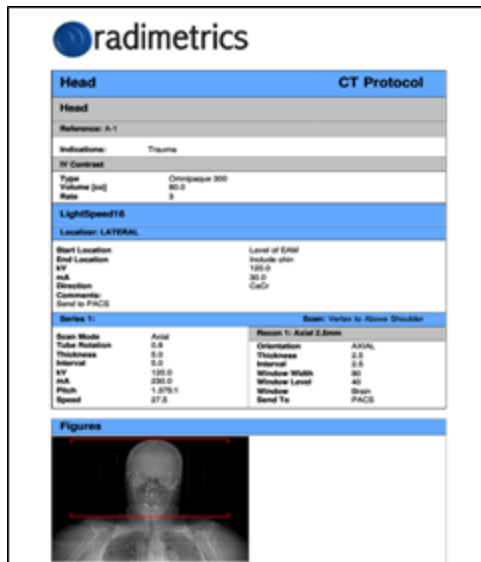 radimetrics
Head CT Protocol
Head
Reference: A-1
Indications: Trauma
IV Contrast
Type Omnipaque 300
Volume [cc] 80.0
Rate 3
LightSpeed16
Localizer: LATERAL
Start Location Level of EAM
End Location Include chin
kV 120.0
mA 30.0
Direction CaCr
Comments:
Send to PACS
Series 1: Scan: Vertex to Above Shoulder
Recon 1: Axial 2.5mm
Scan Mode Axial
Tube Rotation 0.8
Thickness 5.0
Interval 5.0
kV 120.0
mA 230.0
Pitch 1.375:1
Speed 27.5
Orientation AXIAL
Thickness 2.5
Interval 2.5
Window Width 80
Window Level 40
Window Brain
Send To PACS
Figures